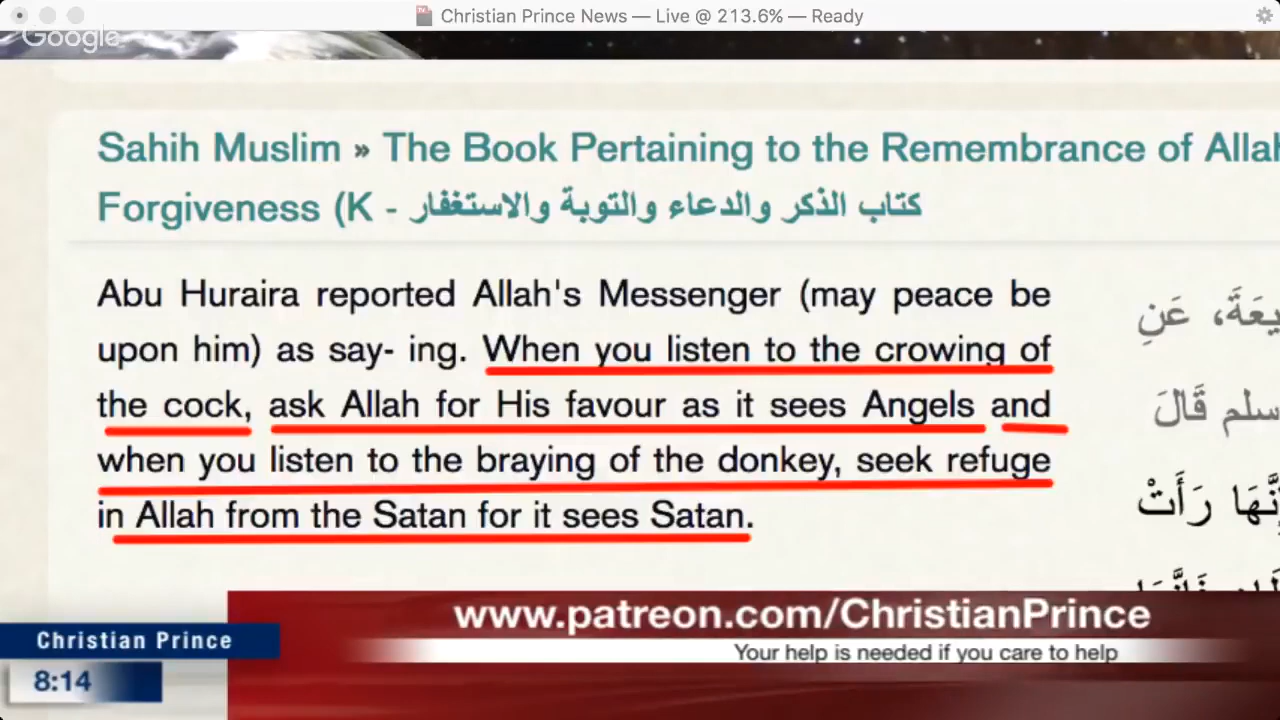 Christian Prince News — Live @ 213.6% — Ready
Google
Sahih Muslim » The Book Pertaining to the Remembrance of Allah
Forgiveness (K - كتاب الذكر والدعاء والتوبة والاستغفار
Abu Huraira reported Allah's Messenger (may peace be
upon him) as say- ing. When you listen to the crowing of
the cock, ask Allah for His favour as it sees Angels and
when you listen to the braying of the donkey, seek refuge
in Allah from the Satan for it sees Satan.
عَنِ
سلم قَالَ
إِنَّهَا رَأَتْ
www.patreon.com/ChristianPrince
Your help is needed if you care to help
Christian Prince
8:14